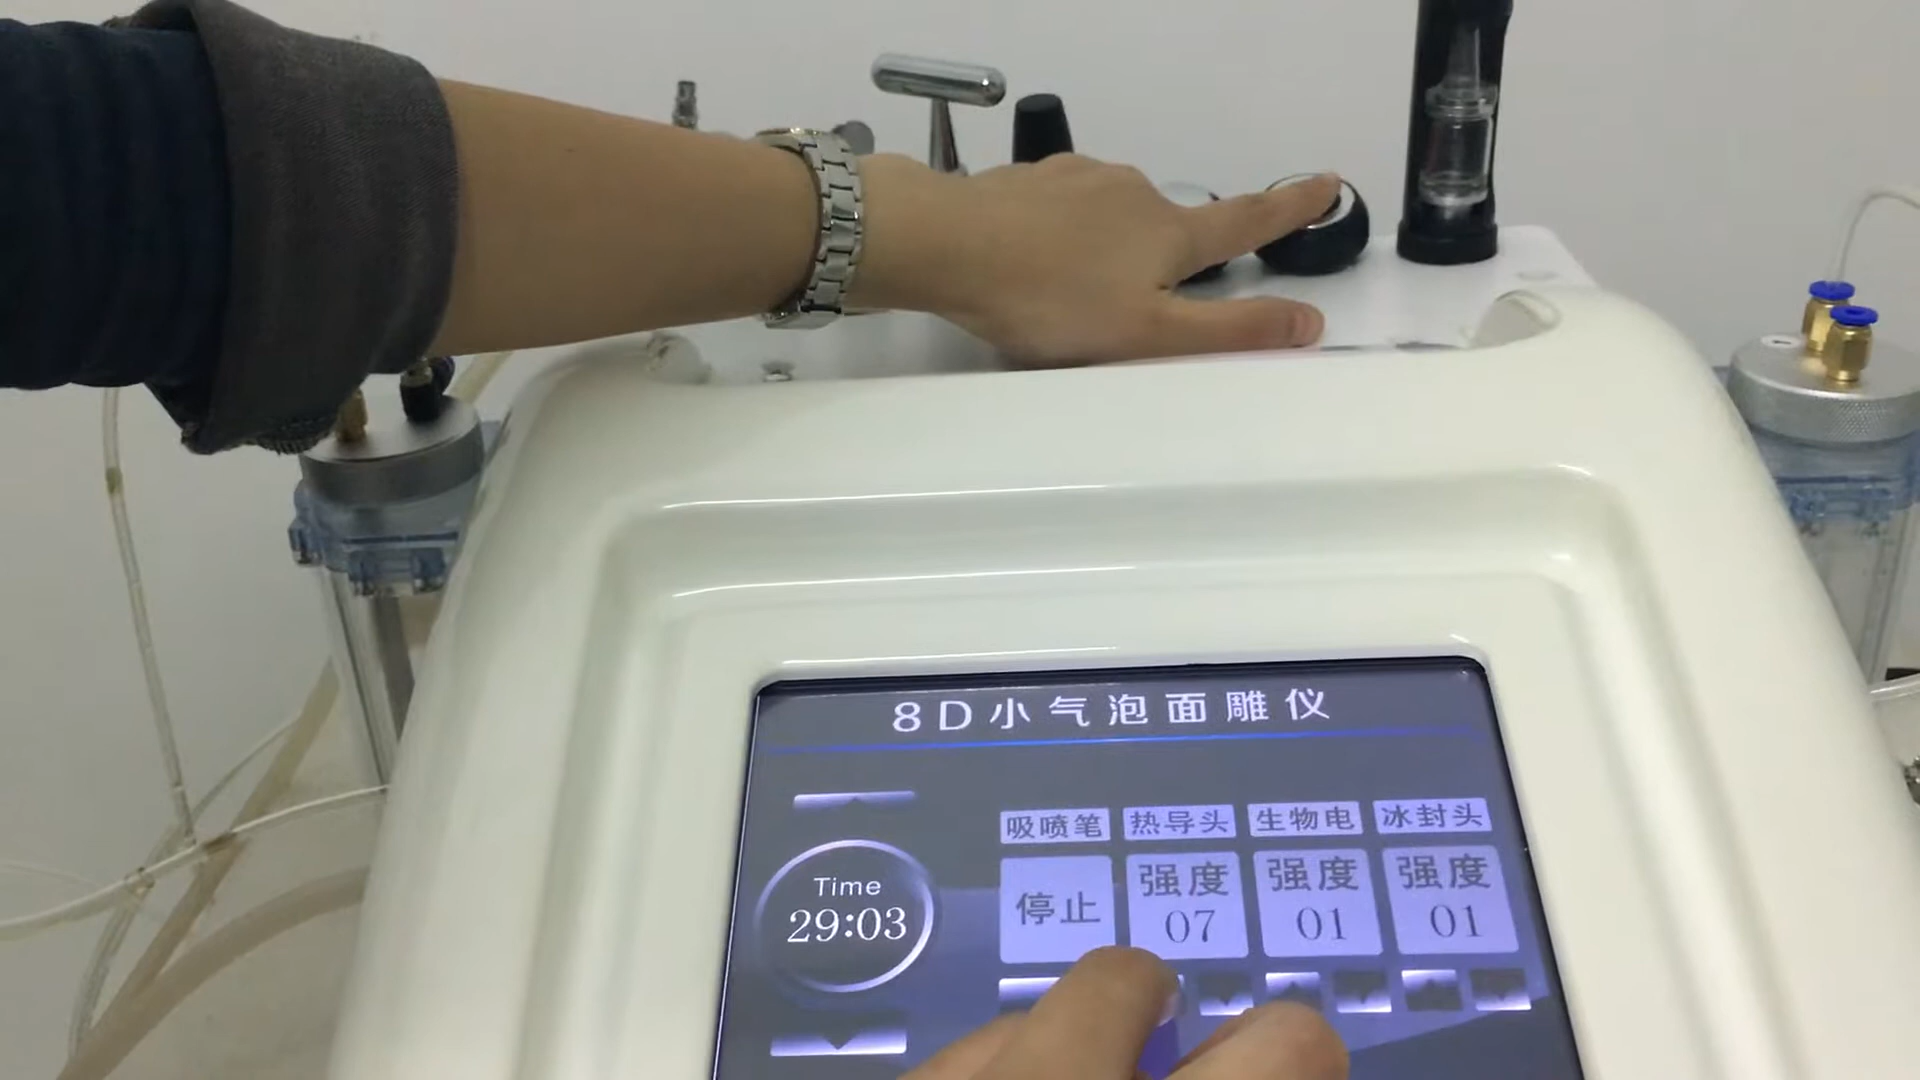 8D小气泡面雕仪
吸喷笔 热导头 生物电 冰封头
Time
29:03
停止
强度 强度 强度
07 01 01